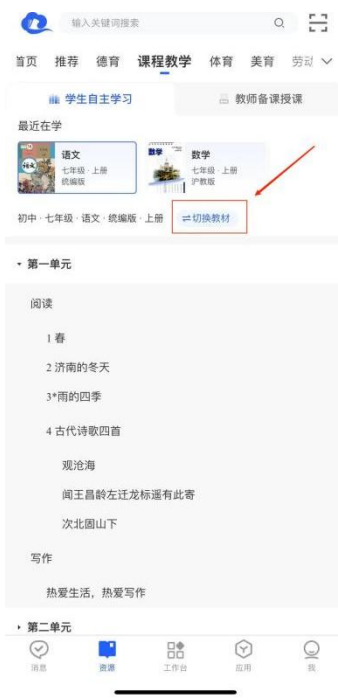 输入关键词搜索
首页 推荐 德育 课程教学 体育 美育 劳动
学生自主学习 教师备课授课
最近在学
语文
七年级·上册
统编版
数学
数学
七年级·上册
沪教版
初中·七年级·语文·统编版·上册 切换教材
第一单元
阅读
1 春
2 济南的冬天
3*雨的四季
4 古代诗歌四首
观沧海
闻王昌龄左迁龙标遥有此寄
次北固山下
写作
热爱生活，热爱写作
第二单元
消息 资源 工作台 应用 我